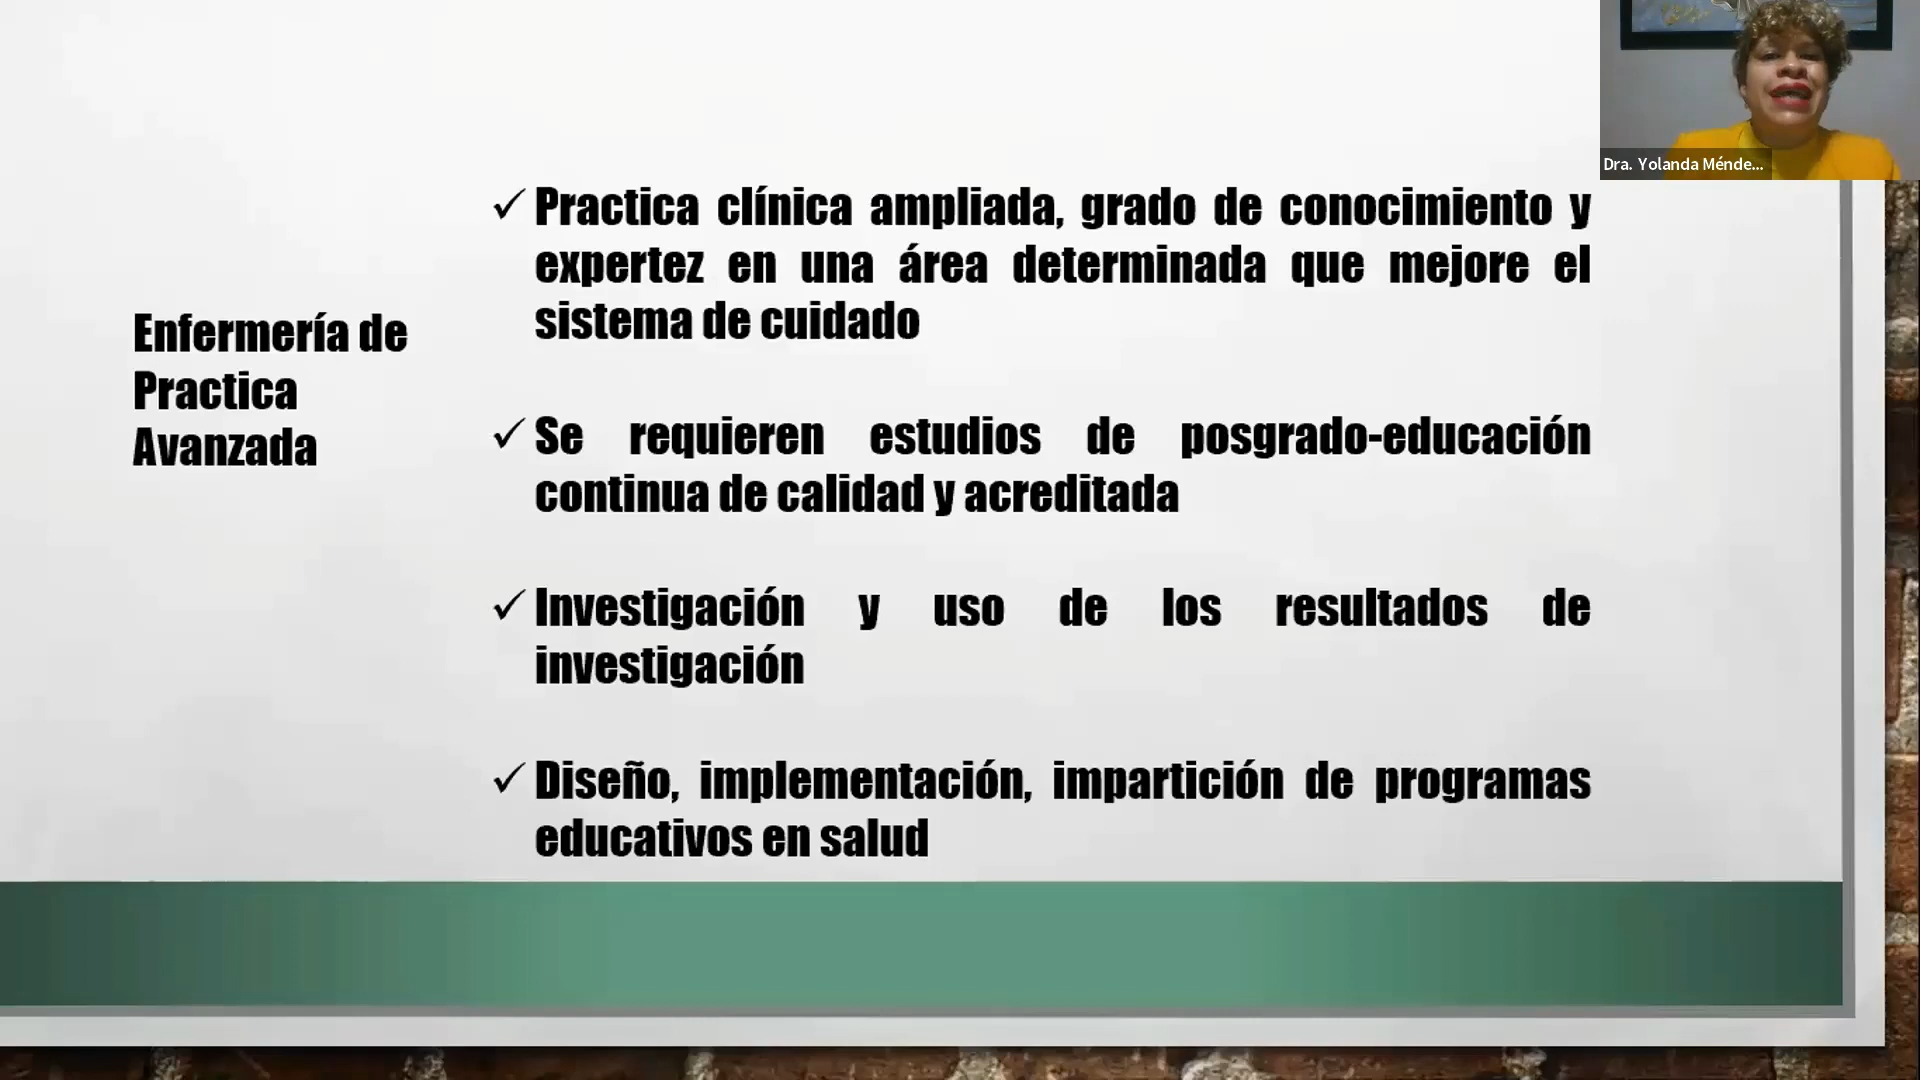 Dra. Yolanda Ménde...
Enfermería de
Practica
Avanzada
✓ Practica clínica ampliada, grado de conocimiento y
expertez en una área determinada que mejore el
sistema de cuidado
✓ Se requieren estudios de posgrado-educación
continua de calidad y acreditada
✓ Investigación y uso de los resultados de
investigación
✓ Diseño, implementación, impartición de programas
educativos en salud